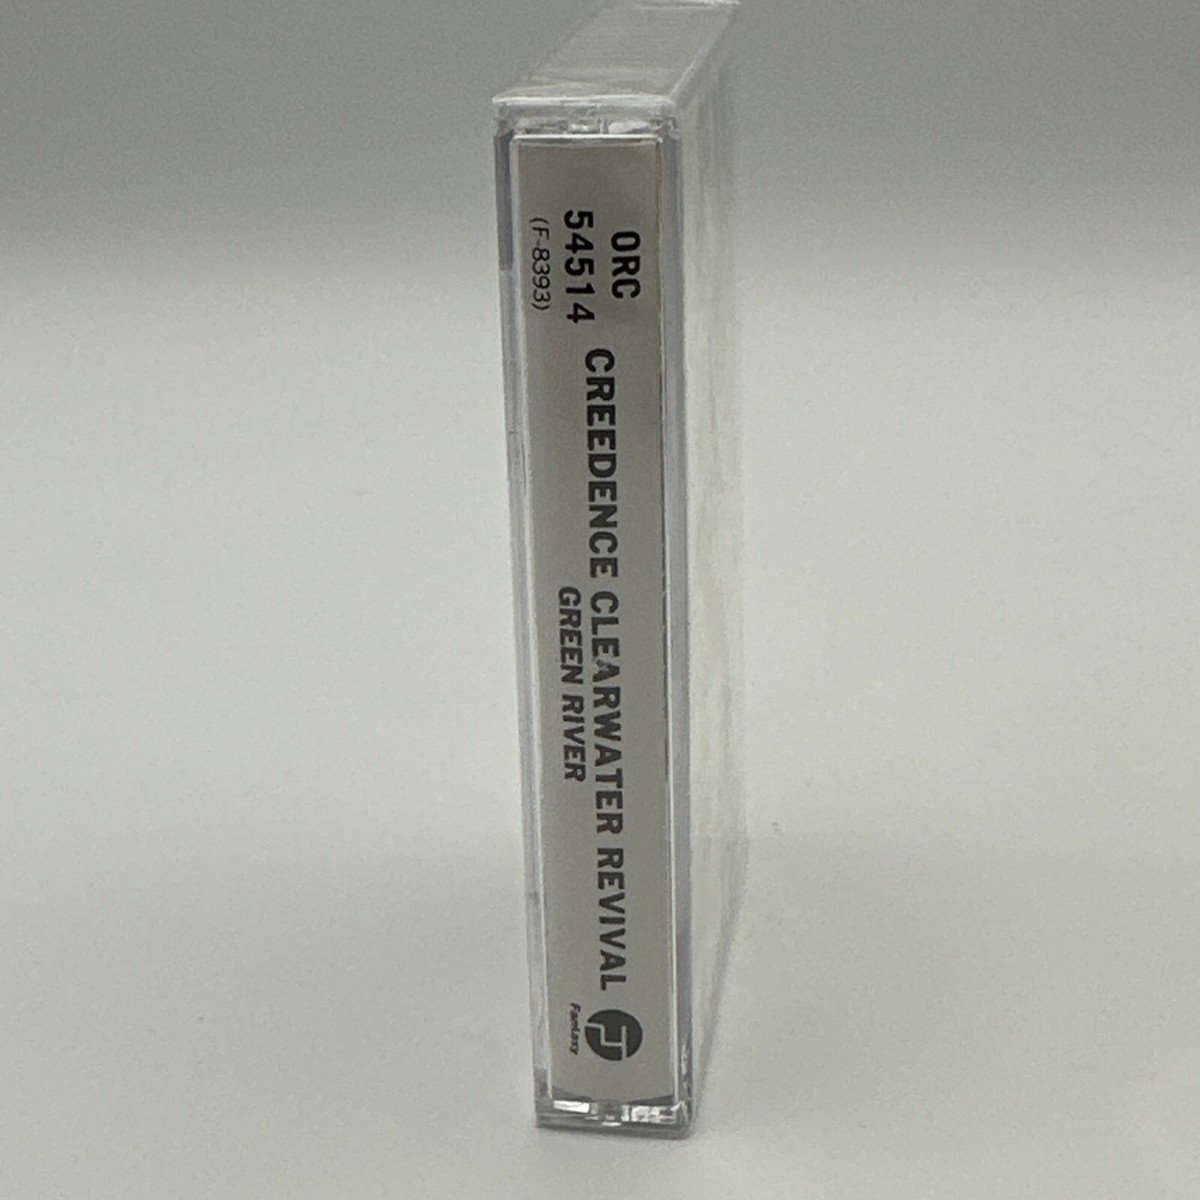 ORC
54514
(F-8393)
CREEDENCE CLEARWATER REVIVAL
GREEN RIVER
Fantasy